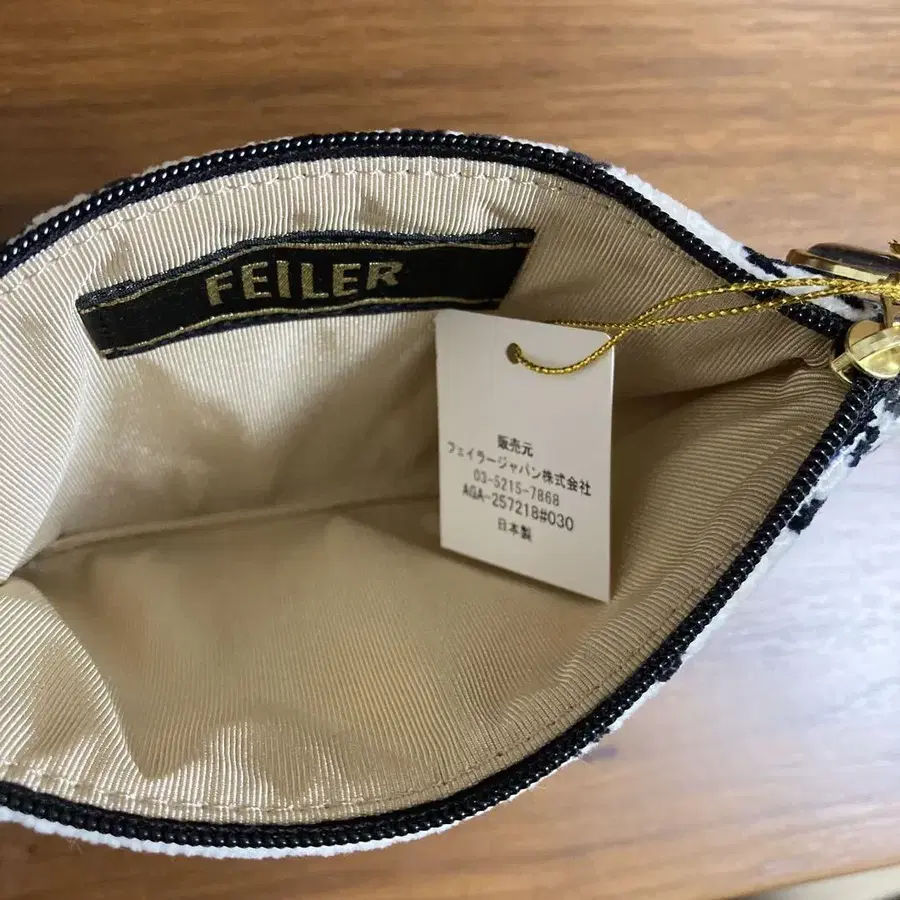 FEILER
販売元
フェイラージャパン株式会社
03-5215-7868
AGA-257218#030
日本製